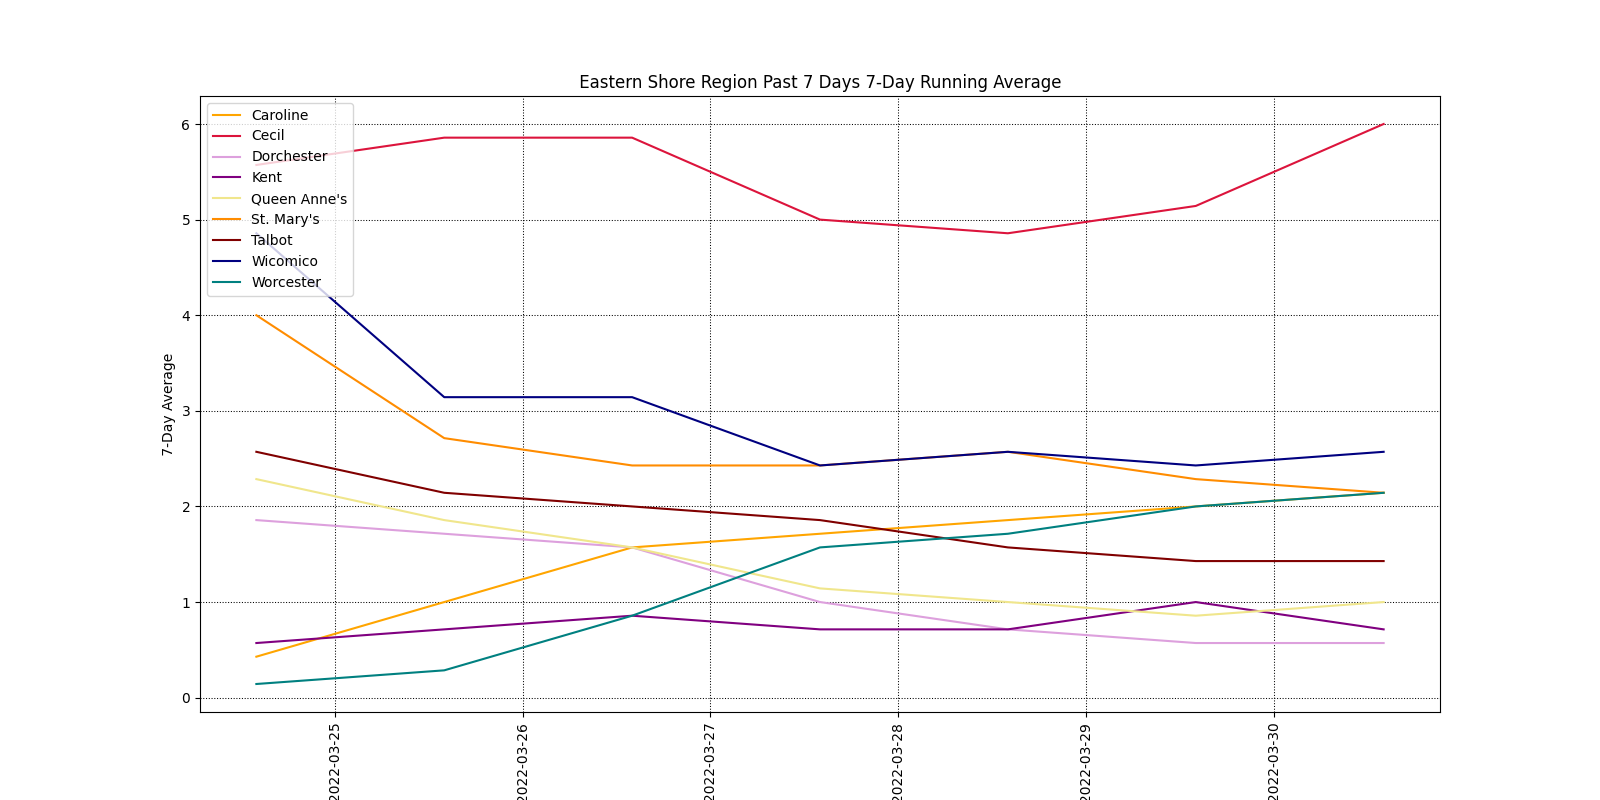 Eastern Shore Region Past 7 Days 7-Day Running Average
Caroline
Cecil
Dorchester
Kent
Queen Anne's
St. Mary's
Talbot
Wicomico
Worcester
7-Day Average
6
5
4
3
2
1
0
2022-03-25
2022-03-26
2022-03-27
2022-03-28
2022-03-29
2022-03-30